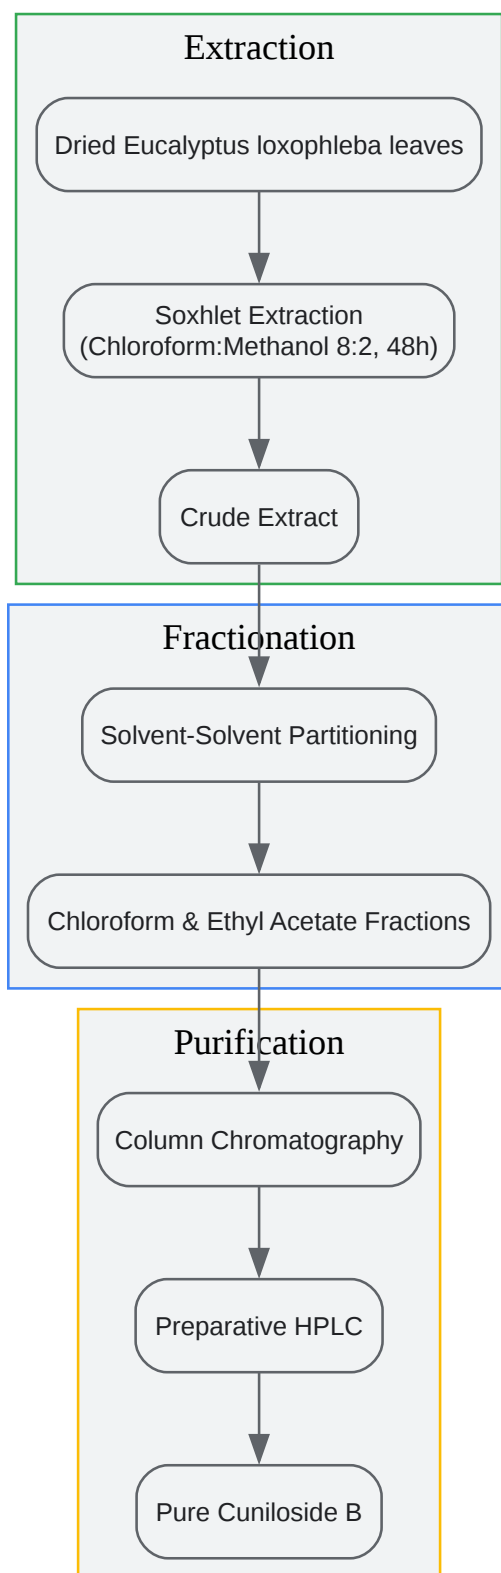 Extraction
Dried Eucalyptus loxophleba leaves
Soxhlet Extraction
(Chloroform:Methanol 8:2, 48h)
Crude Extract
Fractionation
Solvent-Solvent Partitioning
Chloroform & Ethyl Acetate Fractions
Purification
Column Chromatography
Preparative HPLC
Pure Cuniloside B